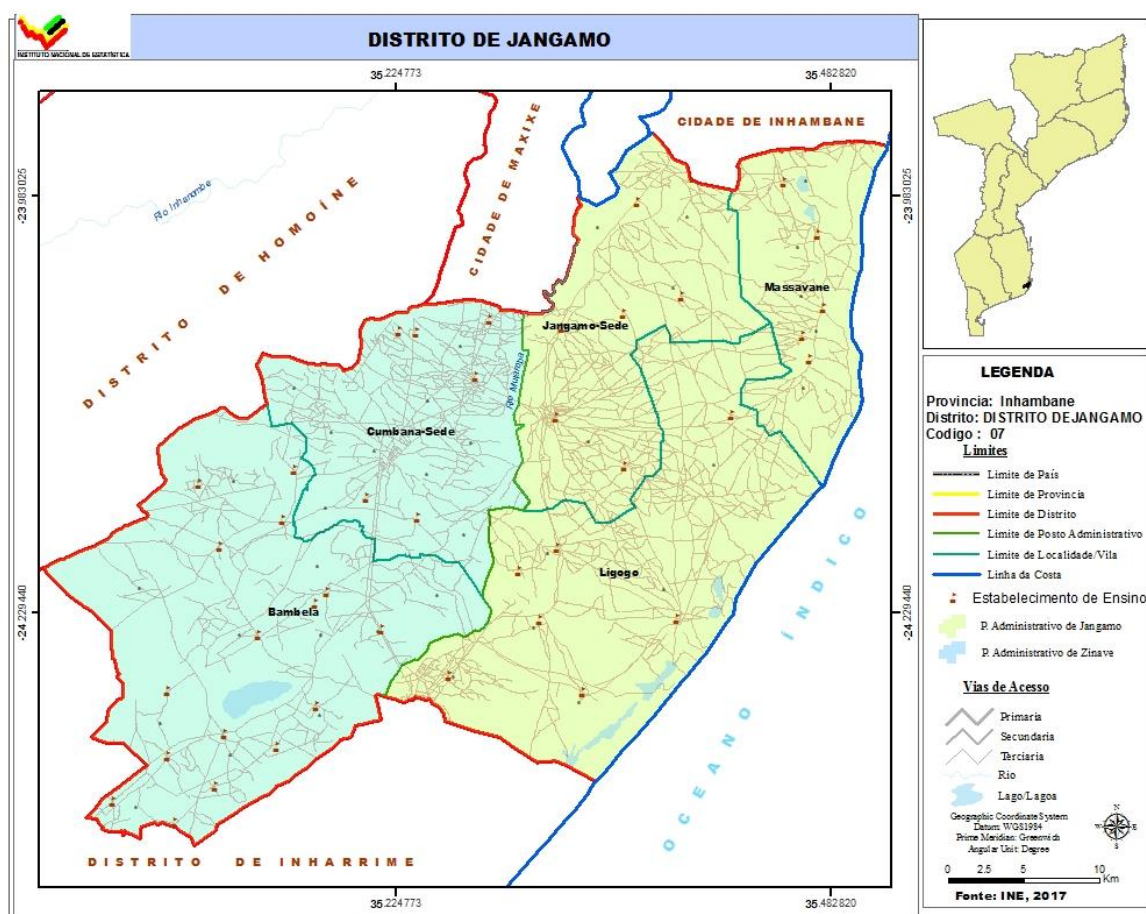 INSTITUTO NACIONAL DE ESTATÍSTICA
DISTRITO DE JANGAMO
35.224773
35.482820
CIDADE DE INHAMBANE
CIDADE DE MAXIXE
Rio Inhanombe
DISTRITO DE HOMOÍNE
-23.983025
-23.983025
Massavane
Jangamo-Sede
Rio Mutamba
Cumbana-Sede
Ligogo
Bambela
-24.229440
-24.229440
OCEANO ÍNDICO
DISTRITO DE INHARRIME
35.224773
35.482820
LEGENDA
Provincia: Inhambane
Distrito: DISTRITO DE JANGAMO
Codigo : 07
Limites
Limite de País
Limite de Provincia
Limite de Distrito
Limite de Posto Administrativo
Limite de Localidade/Vila
Linha da Costa
Estabelecimento de Ensino
P. Administrativo de Jangamo
P. Administrativo de Zinave
Vias de Acesso
Primaria
Secundaria
Terciaria
Rio
Lago/Lagoa
Geographic Coordinate System
Datum: WGS1984
Prime Meridian: Greenwich
Angular Unit: Degree
N
W E
S
0 2.5 5 10
Km
Fonte: INE, 2017